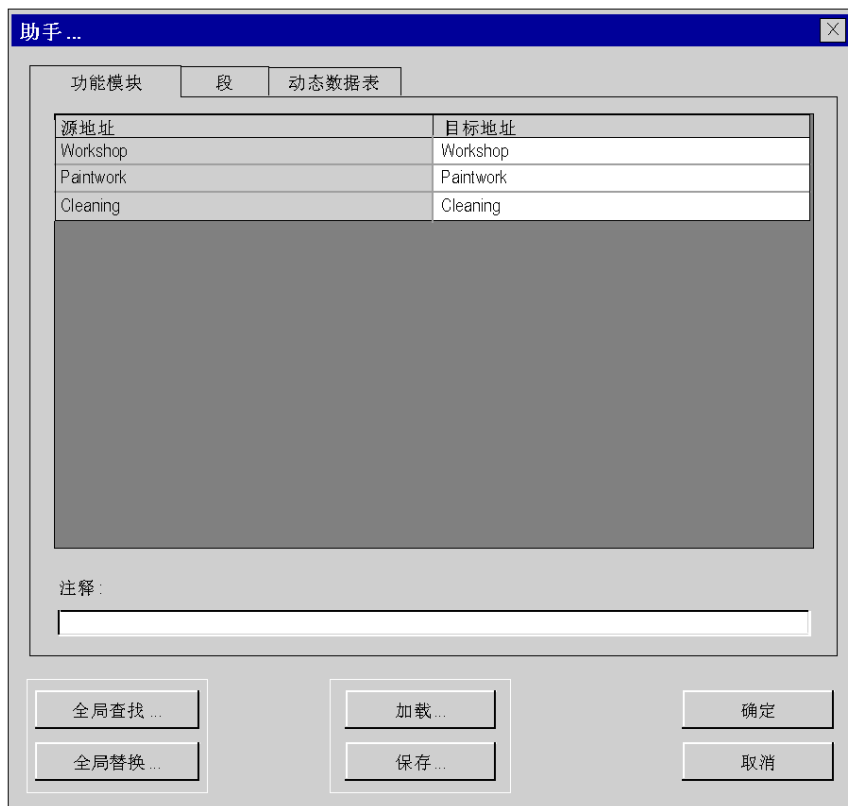 助手...
功能模块 段 动态数据表
源地址 目标地址
Workshop Workshop
Paintwork Paintwork
Cleaning Cleaning
注释:
全局查找... 加载... 确定
全局替换... 保存... 取消